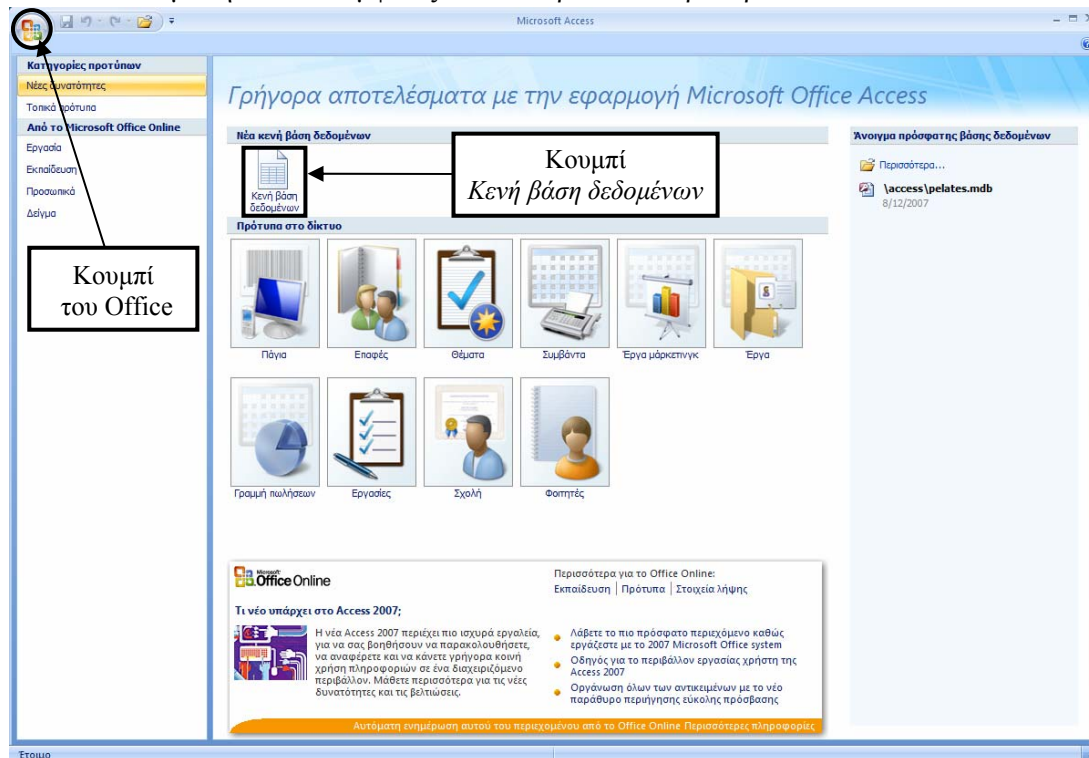 Microsoft Access
Κατηγορίες προτύπων
Νέες δυνατότητες
Τοπικά πρότυπα
Από το Microsoft Office Online
Εργασία
Εκπαίδευση
Προσωπικά
Δείγμα
Κουμπί
του Office
Γρήγορα αποτελέσματα με την εφαρμογή Microsoft Office Access
Νέα κενή βάση δεδομένων
Κενή βάση
δεδομένων
Κουμπί
Κενή βάση δεδομένων
Πρότυπα στο δίκτυο
Πάγια
Επαφές
Θέματα
Συμβάντα
Έργα μάρκετινγκ
Έργα
Γραμμή πωλήσεων
Εργασίες
Σχολή
Φοιτητές
Άνοιγμα πρόσφατης βάσης δεδομένων
Περισσότερα...
\access\pelates.mdb
8/12/2007
Microsoft
Office Online
Περισσότερα για το Office Online:
Εκπαίδευση | Πρότυπα | Στοιχεία λήψης
Τι νέο υπάρχει στο Access 2007;
Η νέα Access 2007 περιέχει πιο ισχυρά εργαλεία,
για να σας βοηθήσουν να παρακολουθήσετε,
να αναφέρετε και να κάνετε γρήγορα κοινή
χρήση πληροφοριών σε ένα διαχειριζόμενο
περιβάλλον. Μάθετε περισσότερα για τις νέες
δυνατότητες και τις βελτιώσεις.
Λάβετε το πιο πρόσφατο περιεχόμενο καθώς
εργάζεστε με το 2007 Microsoft Office system
Οδηγός για το περιβάλλον εργασίας χρήστη της
Access 2007
Οργάνωση όλων των αντικειμένων με το νέο
παράθυρο περιήγησης εύκολης πρόσβασης
Αυτόματη ενημέρωση αυτού του περιεχομένου από το Office Online Περισσότερες πληροφορίες
Έτοιμο